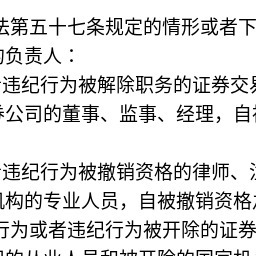 法第五十七条规定的情形或者下
的负责人：
违纪行为被解除职务的证券交易
券公司的董事、监事、经理，自
违纪行为被撤销资格的律师、注
机构的专业人员，自被撤销资格
行为或者违纪行为被开除的证券